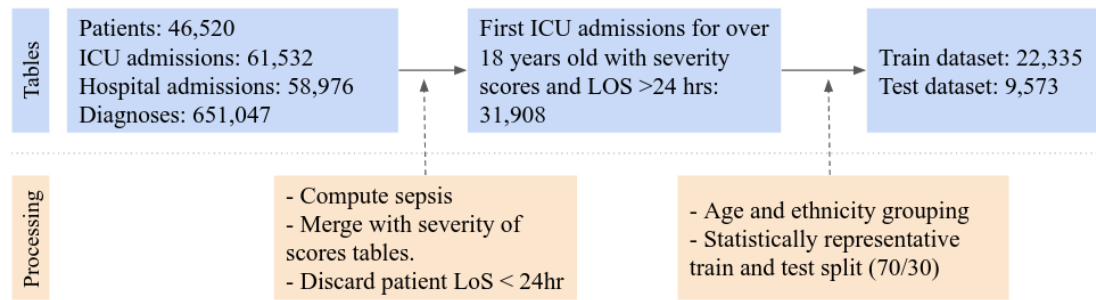 Tables
Patients: 46,520
ICU admissions: 61,532
Hospital admissions: 58,976
Diagnoses: 651,047
First ICU admissions for over
18 years old with severity
scores and LOS >24 hrs:
31,908
Train dataset: 22,335
Test dataset: 9,573
Processing
- Compute sepsis
- Merge with severity of
scores tables.
- Discard patient LoS < 24hr
- Age and ethnicity grouping
- Statistically representative
train and test split (70/30)